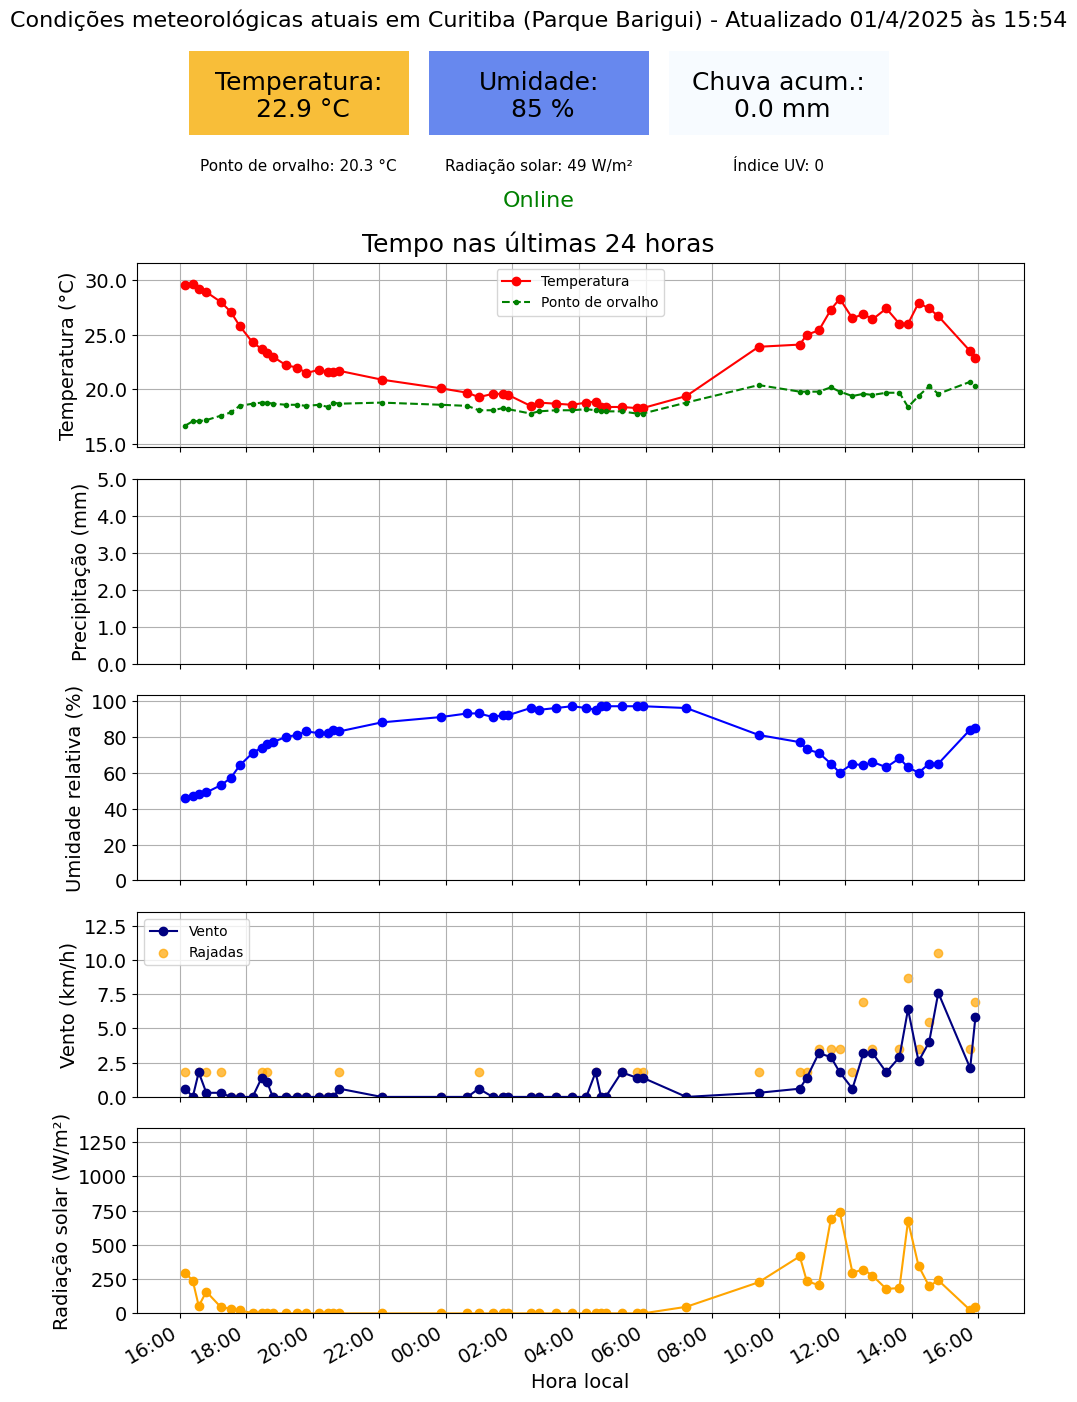 Condições meteorológicas atuais em Curitiba (Parque Barigui) - Atualizado 01/4/2025 às 15:54
Temperatura:
22.9 °C
Umidade:
85 %
Chuva acum.:
0.0 mm
Ponto de orvalho: 20.3 °C
Radiação solar: 49 W/m²
Índice UV: 0
Online
Tempo nas últimas 24 horas
Temperatura (°C)
30.0
25.0
20.0
15.0
Temperatura
Ponto de orvalho
Precipitação (mm)
5.0
4.0
3.0
2.0
1.0
0.0
Umidade relativa (%)
100
80
60
40
20
0
Vento (km/h)
12.5
10.0
7.5
5.0
2.5
0.0
Vento
Rajadas
Radiação solar (W/m²)
1250
1000
750
500
250
0
16:00 18:00 20:00 22:00 00:00 02:00 04:00 06:00 08:00 10:00 12:00 14:00 16:00
Hora local